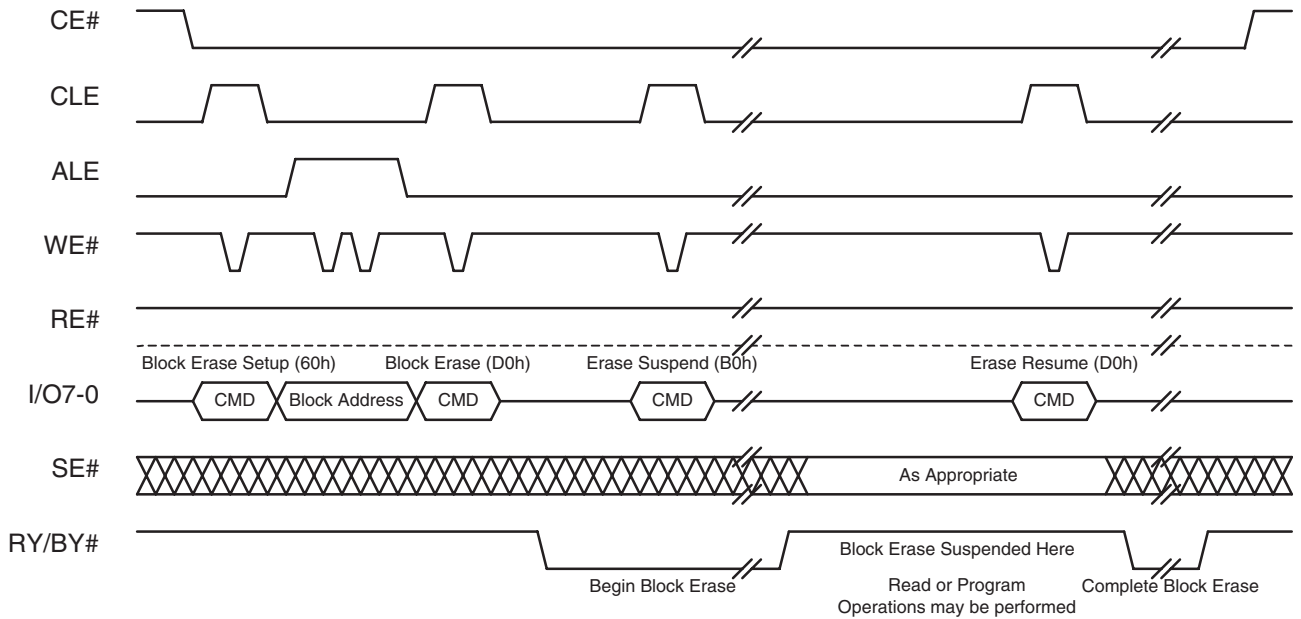 CE#
CLE
ALE
WE#
RE#
Block Erase Setup (60h) Block Erase (D0h) Erase Suspend (B0h) Erase Resume (D0h)
I/O7-0 CMD Block Address CMD CMD CMD
SE# As Appropriate
RY/BY# Block Erase Suspended Here
Begin Block Erase Read or Program Complete Block Erase
Operations may be performed